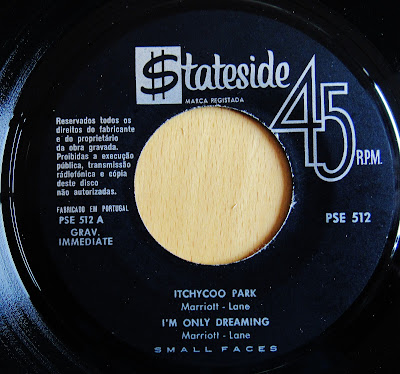 $tateside
MARCA REGISTADA
45
R.P.M.
Reservados todos os
direitos do fabricante
e do proprietário
da obra gravada.
Proibidas a execução
pública, transmissão
radiofónica e cópia
deste disco
não autorizadas.
FABRICADO EM PORTUGAL
PSE 512 A
GRAV.
IMMEDIATE
PSE 512
ITCHYCOO PARK
Marriott - Lane
I'M ONLY DREAMING
Marriott - Lane
SMALL FACES